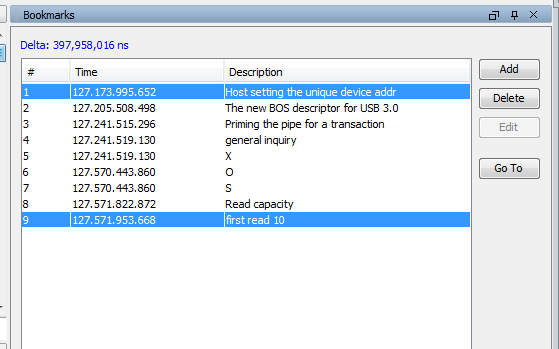 Bookmarks
Delta: 397,958,016 ns
# Time Description
1 127.173.995.652 Host setting the unique device addr
2 127.205.508.498 The new BOS descriptor for USB 3.0
3 127.241.515.296 Priming the pipe for a transaction
4 127.241.519.130 general inquiry
5 127.241.519.130 X
6 127.570.443.860 O
7 127.570.443.860 S
8 127.571.822.872 Read capacity
9 127.571.953.668 first read 10
Add
Delete
Edit
Go To